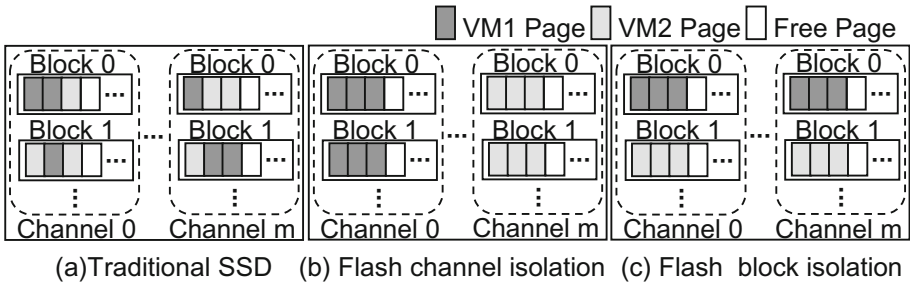 VM1 Page VM2 Page Free Page
Block 0 Block 0 Block 0 Block 0 Block 0 Block 0
... ... ... ... ... ...
Block 1 Block 1 Block 1 Block 1 Block 1 Block 1
... ... ... ... ... ... ... ... ...
Channel 0 Channel m Channel 0 Channel m Channel 0 Channel m
(a)Traditional SSD (b) Flash channel isolation (c) Flash block isolation